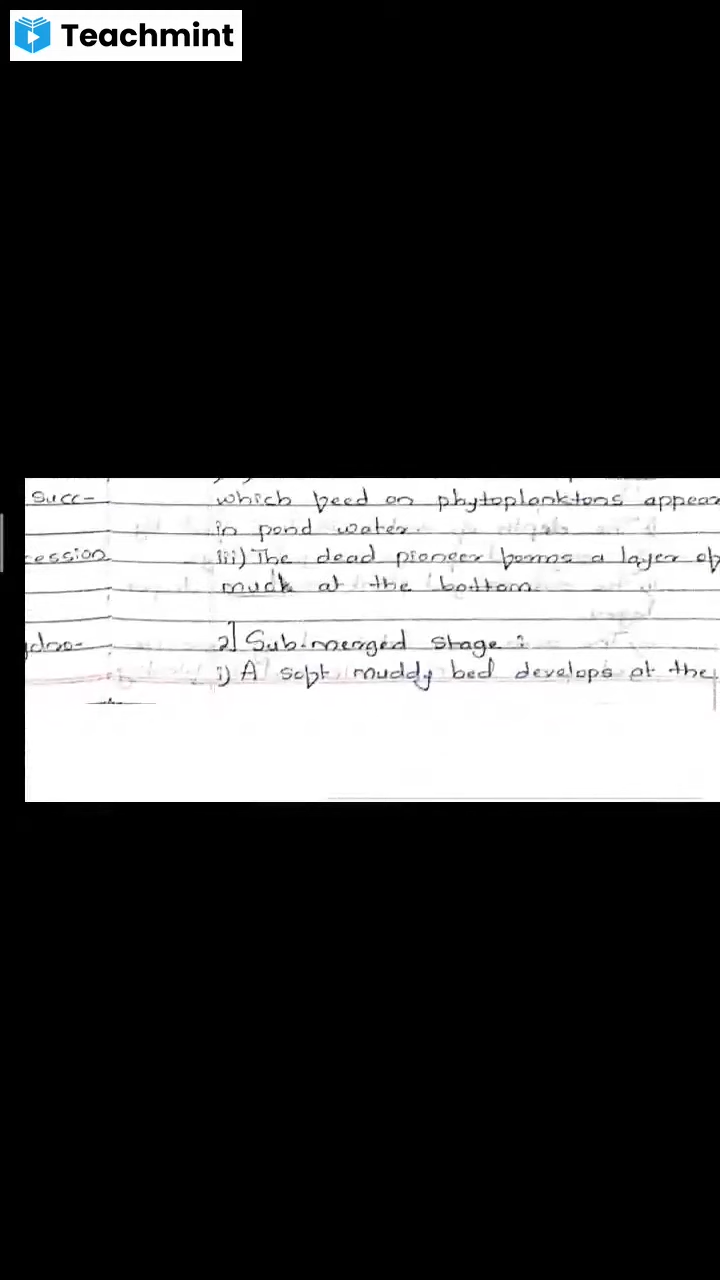 Teachmint
succ-
which feed on phytoplanktons appear
in pond water.
ession
iii) The dead pioneer forms a layer of
muck at the bottom
2] Sub-merged stage :
i) A soft muddy bed develops at the